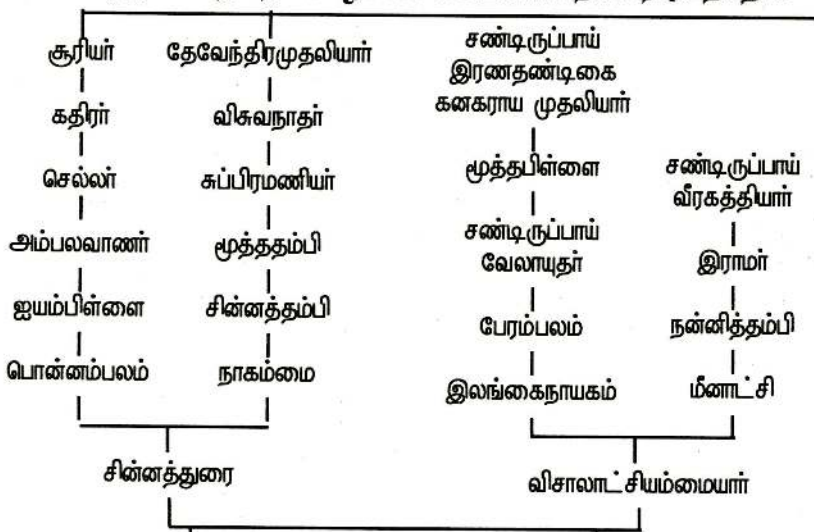 சூரியர்
கதிரர்
செல்லர்
அம்பலவாணர்
ஐயம்பிள்ளை
பொன்னம்பலம்
தேவேந்திரமுதலியார்
விசுவநாதர்
சுப்பிரமணியர்
மூத்ததம்பி
சின்னத்தம்பி
நாகம்மை
சின்னத்துரை
சண்டிருப்பாய்
இரணதண்டிகை
கனகராய முதலியார்
மூத்தபிள்ளை
சண்டிருப்பாய்
வேலாயுதர்
பேரம்பலம்
இலங்கைநாயகம்
சண்டிருப்பாய்
வீரகத்தியார்
இராமர்
நன்னித்தம்பி
மீனாட்சி
விசாலாட்சியம்மையார்